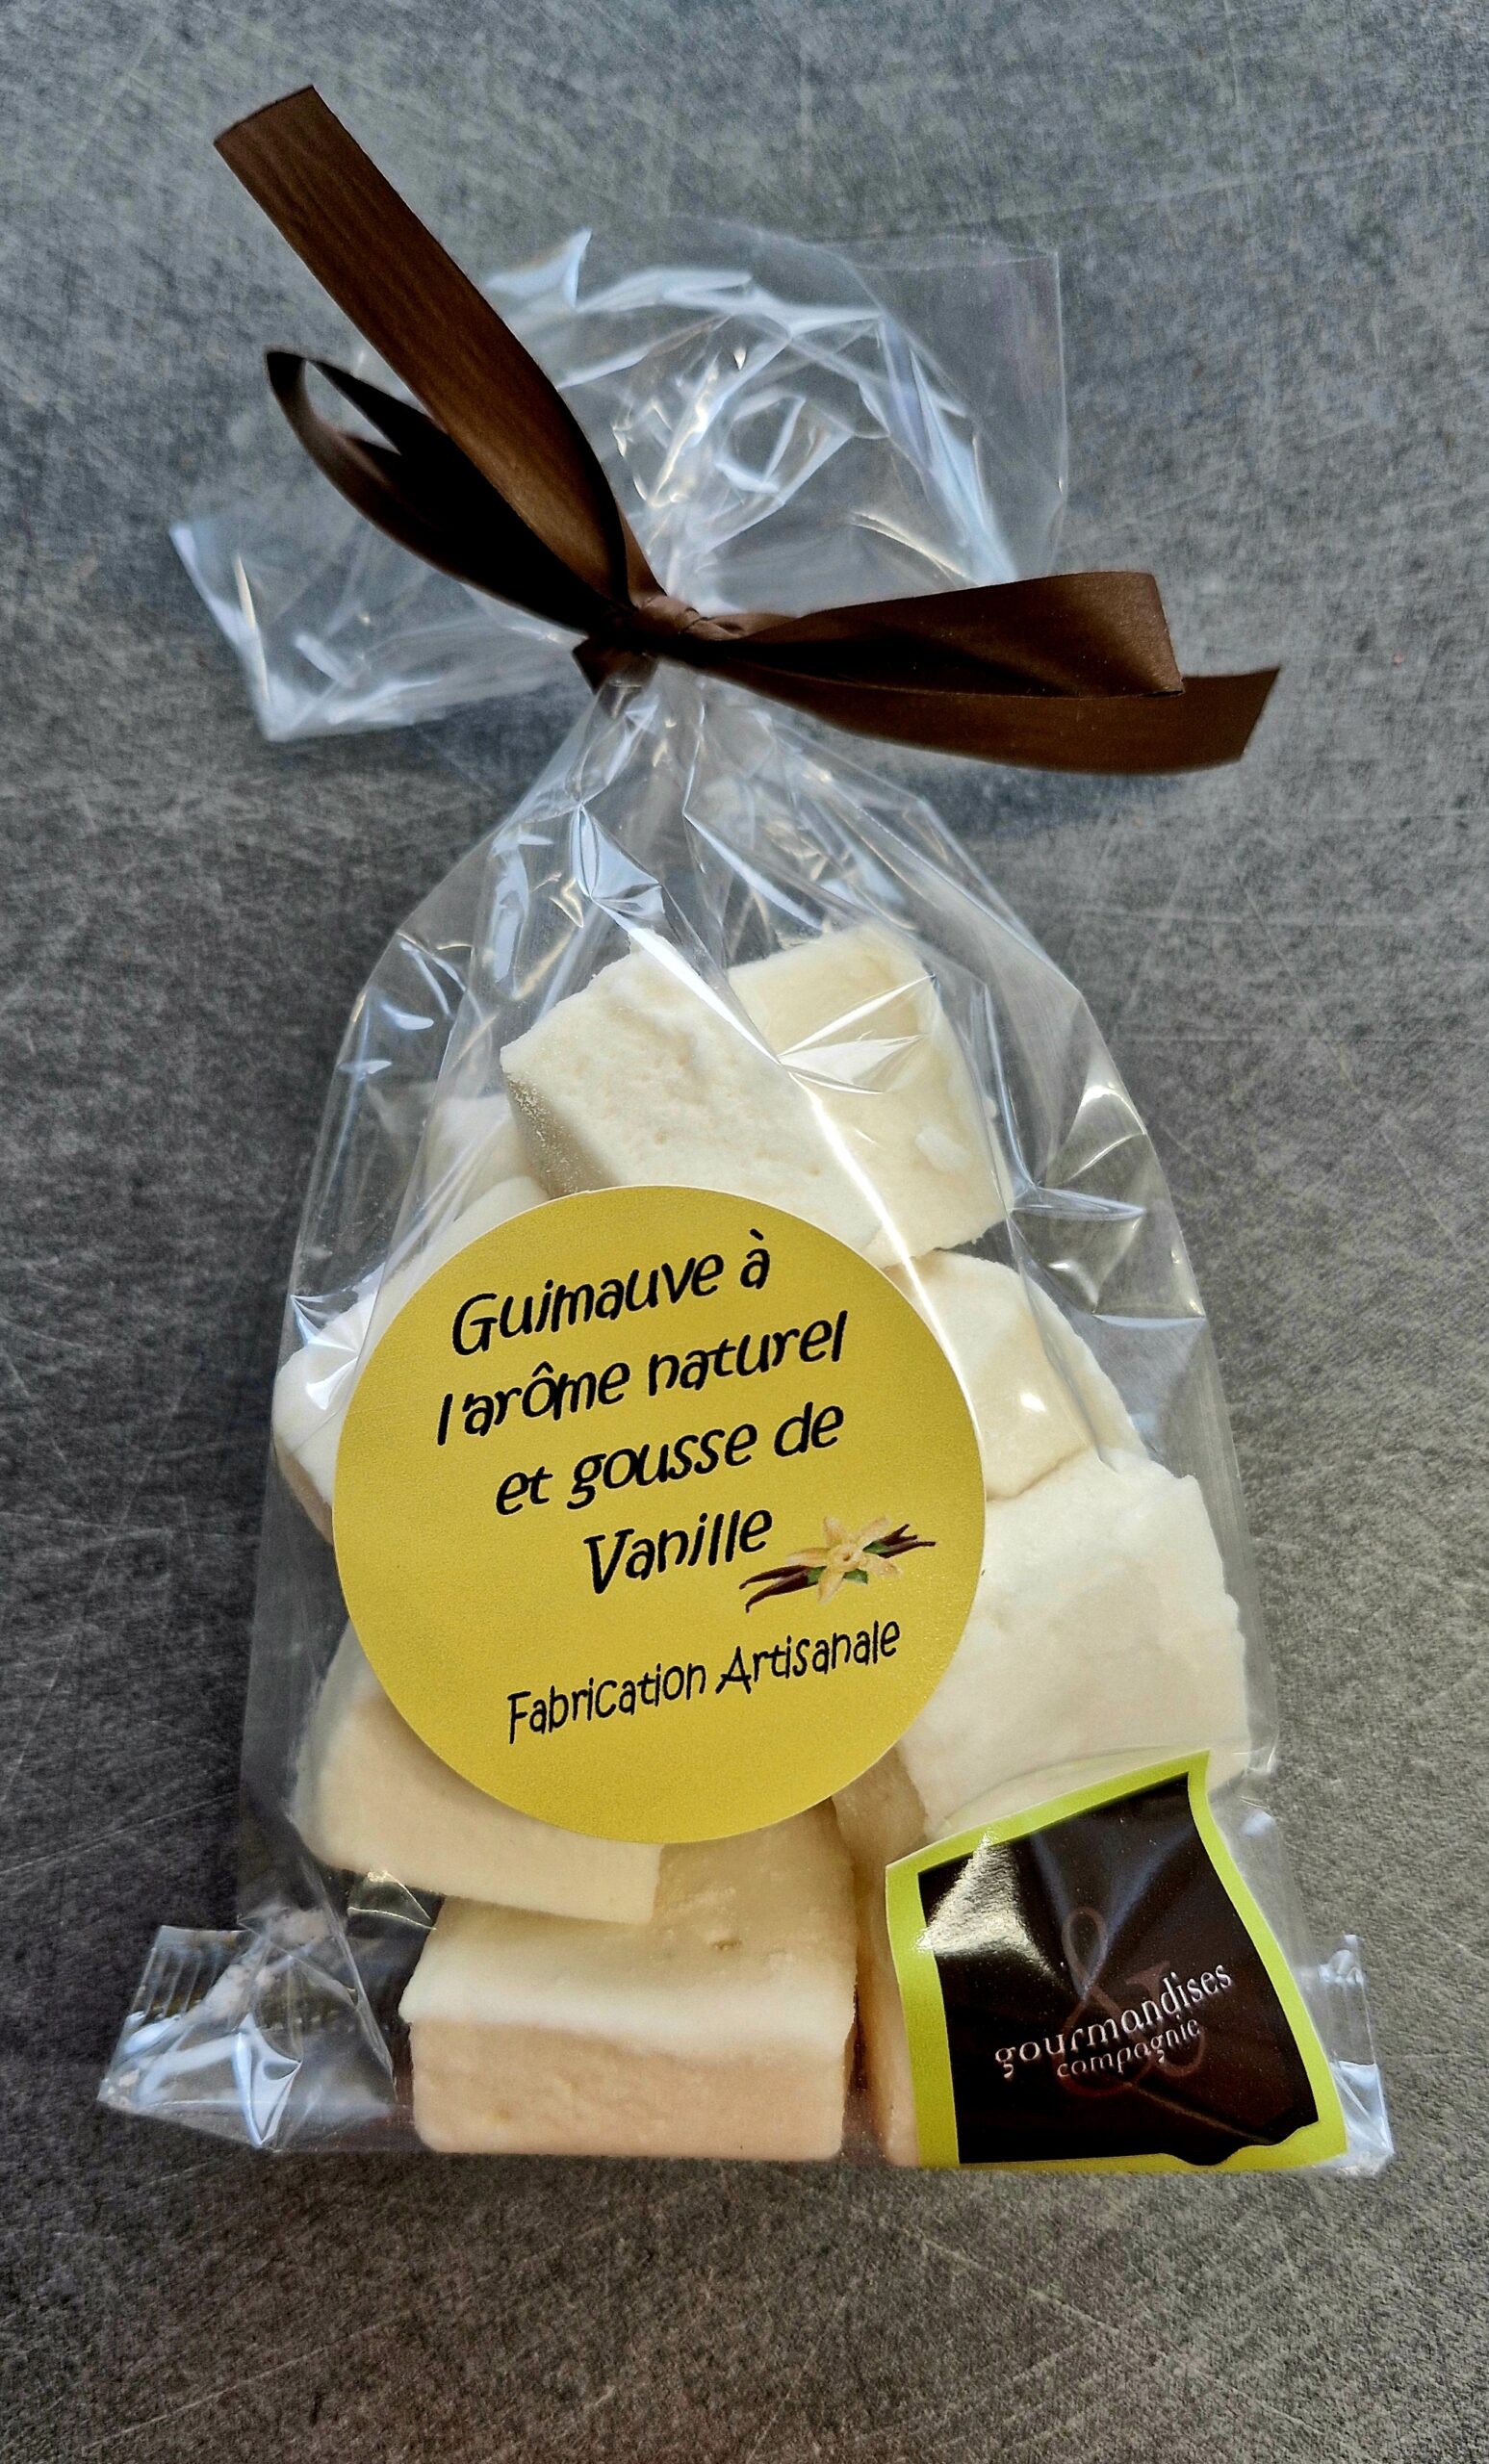 Guimauve à
l'arôme naturel
et gousse de
Vanille
Fabrication Artisanale
&
gourmandises
compagnie